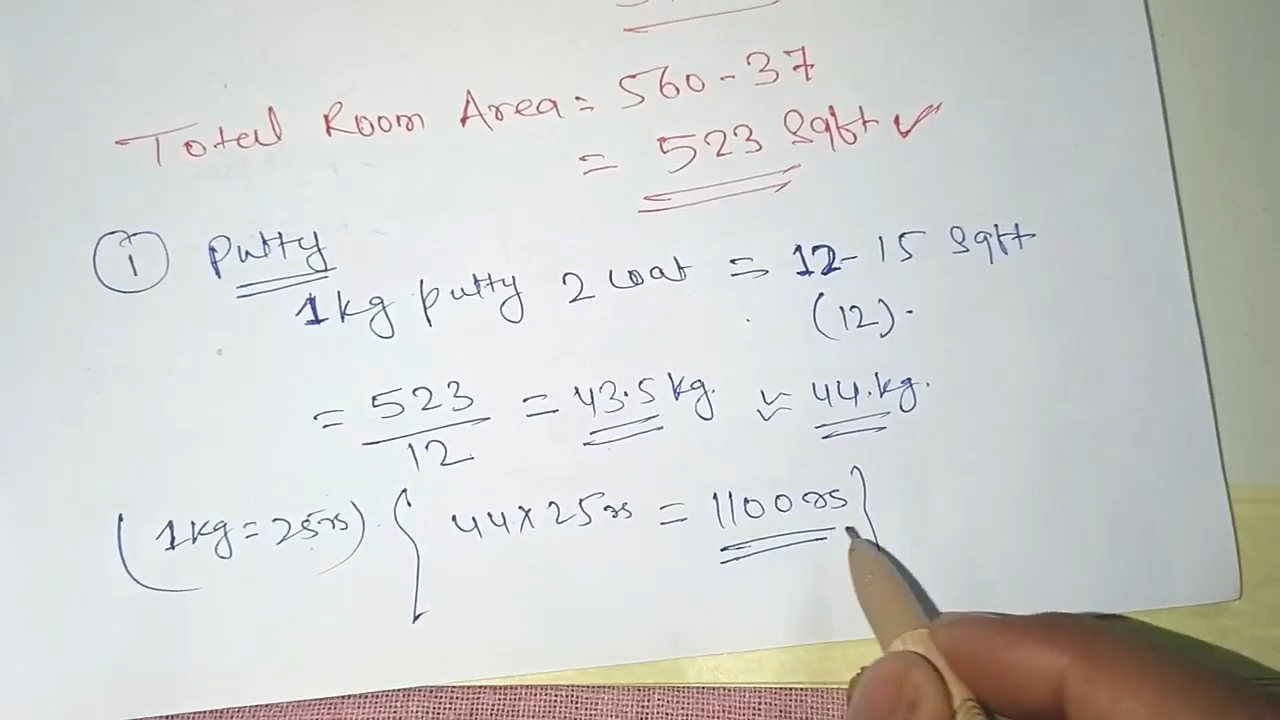 Total Room Area = 560-37
= 523 Sqft ✓
1 Putty
1kg putty 2 coat = 12-15 Sqft
(12).
= 523/12 = 43.5 kg. ≈ 44.kg.
(1kg = 25rs). { 44 x 25rs = 1100rs }